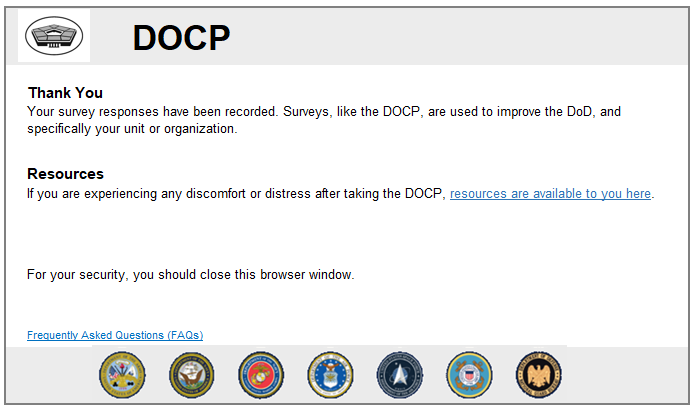 DOCP
Thank You
Your survey responses have been recorded. Surveys, like the DOCP, are used to improve the DoD, and
specifically your unit or organization.
Resources
If you are experiencing any discomfort or distress after taking the DOCP, resources are available to you here.
For your security, you should close this browser window.
Frequently Asked Questions (FAQs)